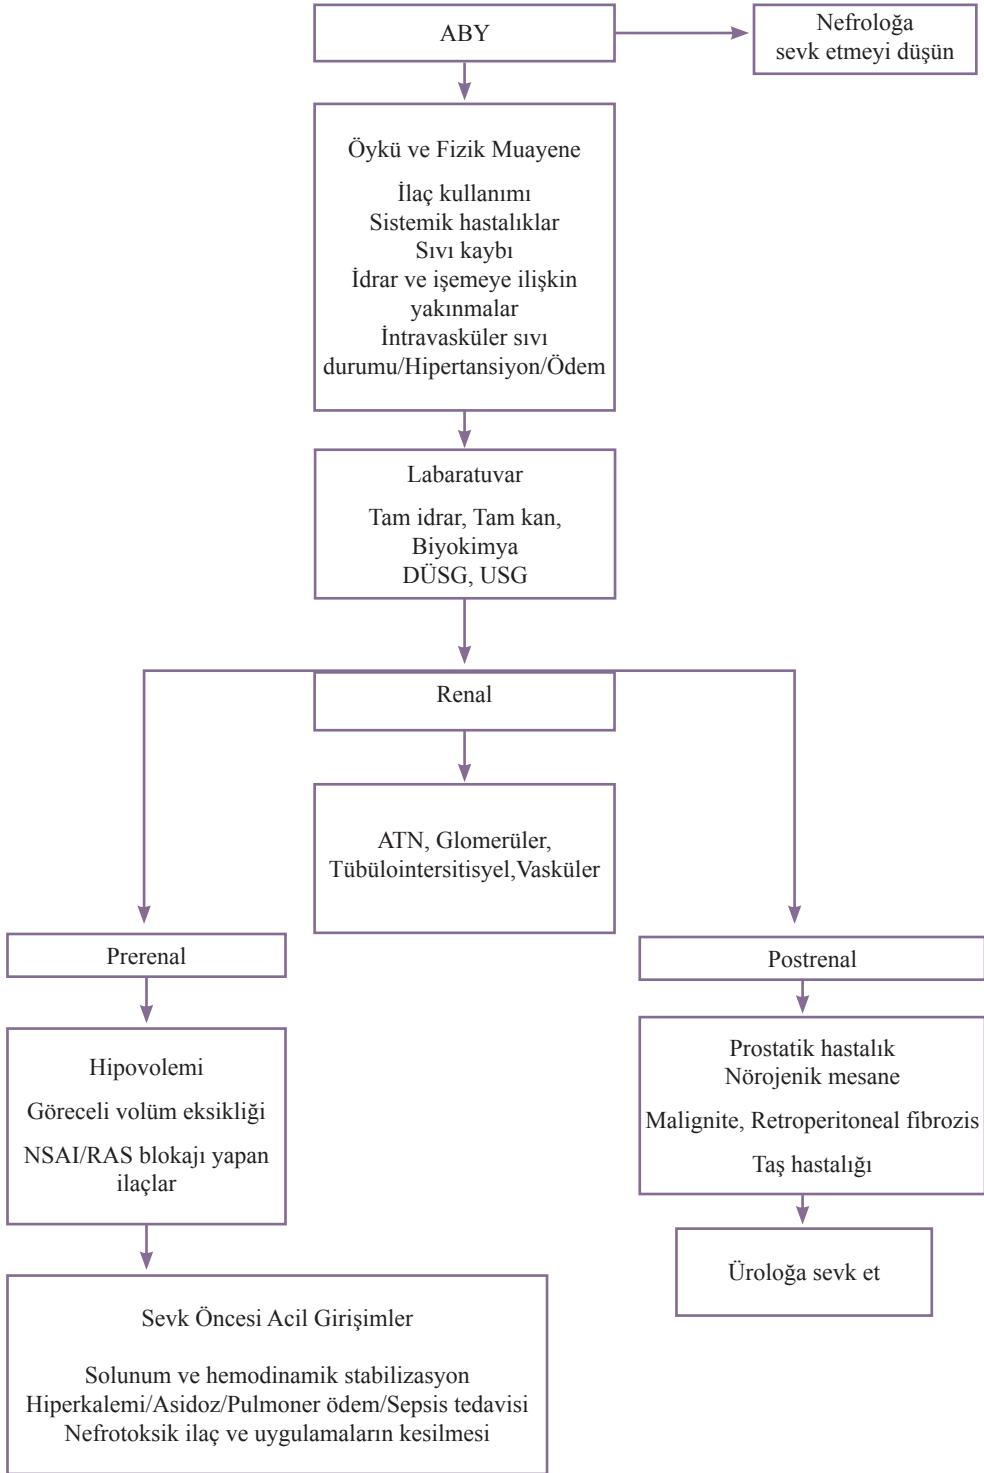 ABY
Nefroloğa
sevk etmeyi düşün
Öykü ve Fizik Muayene
İlaç kullanımı
Sistemik hastalıklar
Sıvı kaybı
İdrar ve işemeye ilişkin
yakınmalar
İntravasküler sıvı
durumu/Hipertansiyon/Ödem
Labaratuvar
Tam idrar, Tam kan,
Biyokimya
DÜSG, USG
Renal
ATN, Glomerüler,
Tübülointersitisyel,Vasküler
Prerenal
Hipovolemi
Göreceli volüm eksikliği
NSAI/RAS blokajı yapan
ilaçlar
Sevk Öncesi Acil Girişimler
Solunum ve hemodinamik stabilizasyon
Hiperkalemi/Asidoz/Pulmoner ödem/Sepsis tedavisi
Nefrotoksik ilaç ve uygulamaların kesilmesi
Postrenal
Prostatik hastalık
Nörojenik mesane
Malignite, Retroperitoneal fibrozis
Taş hastalığı
Üroloğa sevk et